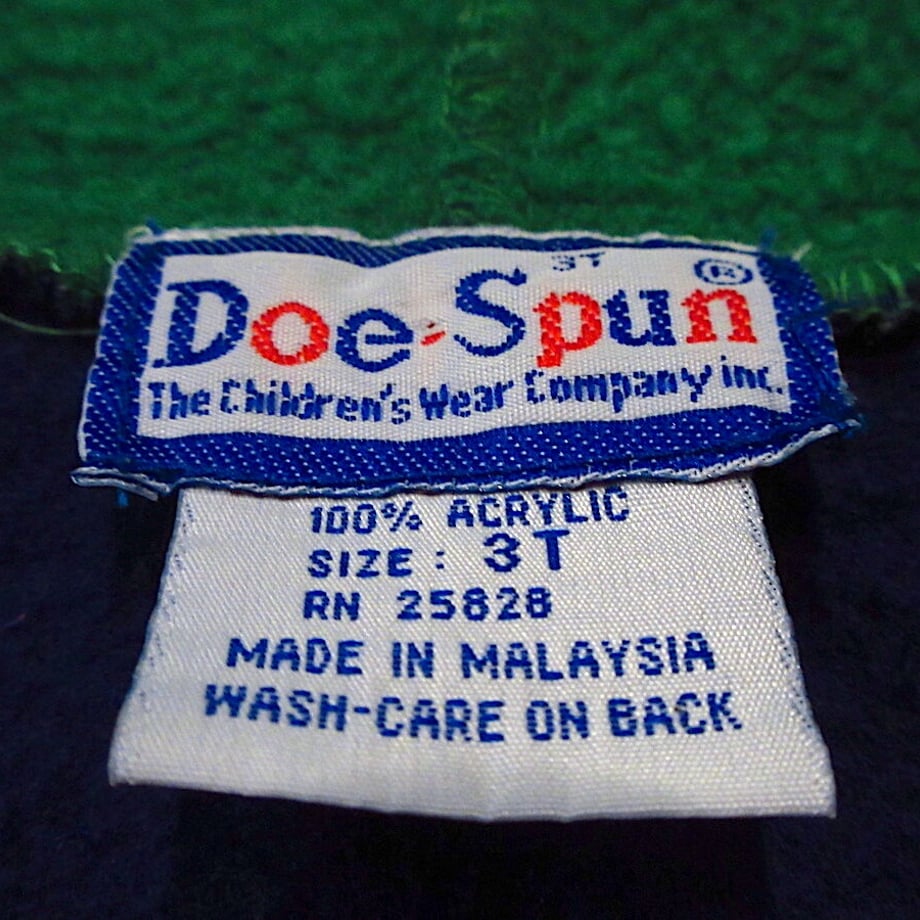 3T
Doe-Spun ®
The Children's Wear Company inc.
100% ACRYLIC
SIZE: 3T
RN 25828
MADE IN MALAYSIA
WASH-CARE ON BACK